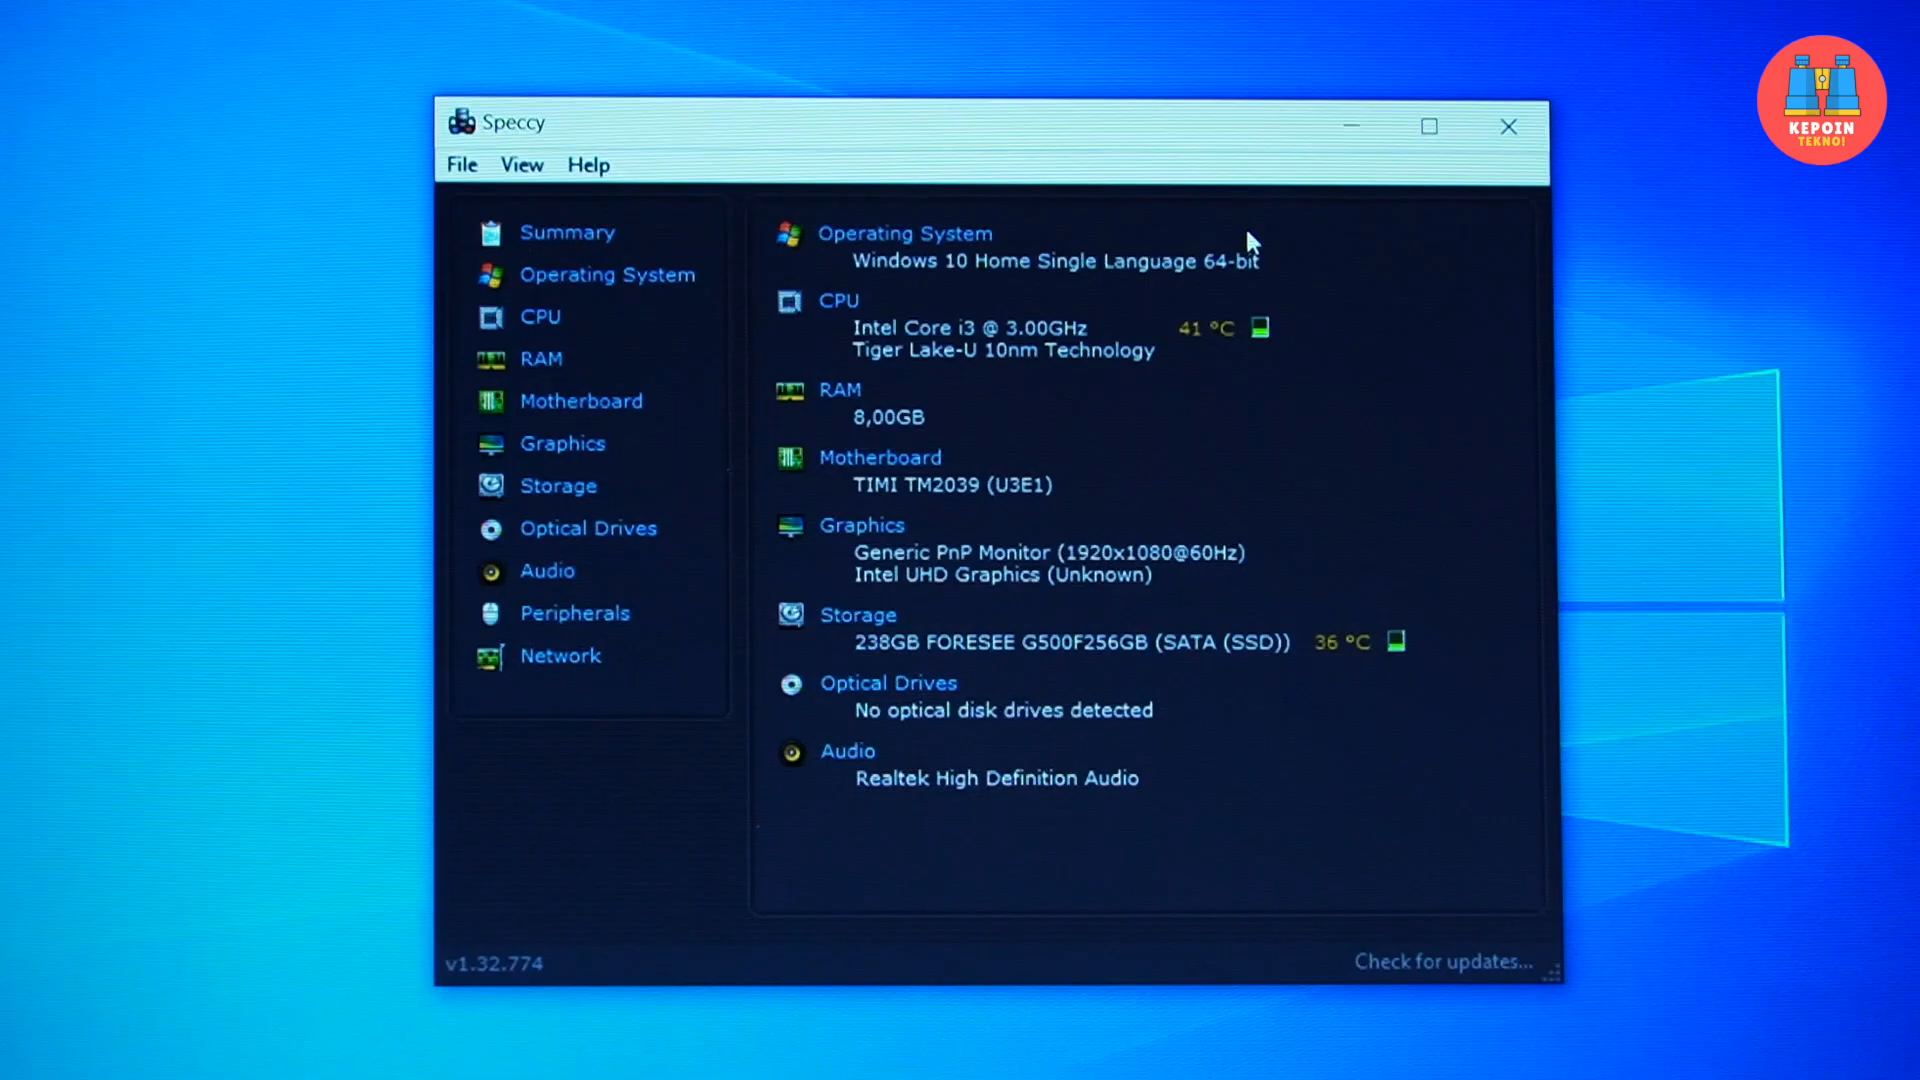 KEPOIN
TEKNO!
Speccy
File View Help
Summary
Operating System
CPU
RAM
Motherboard
Graphics
Storage
Optical Drives
Audio
Peripherals
Network
Operating System
Windows 10 Home Single Language 64-bit
CPU
Intel Core i3 @ 3.00GHz 41 °C
Tiger Lake-U 10nm Technology
RAM
8,00GB
Motherboard
TIMI TM2039 (U3E1)
Graphics
Generic PnP Monitor (1920x1080@60Hz)
Intel UHD Graphics (Unknown)
Storage
238GB FORESEE G500F256GB (SATA (SSD)) 36 °C
Optical Drives
No optical disk drives detected
Audio
Realtek High Definition Audio
v1.32.774
Check for updates...